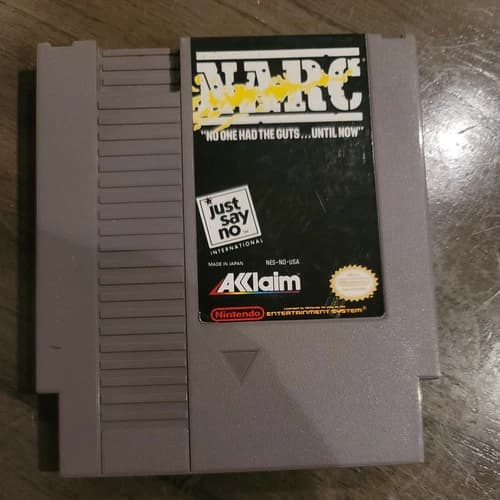 NARC
"NO ONE HAD THE GUTS...UNTIL NOW"
just
say
no
INTERNATIONAL
MADE IN JAPAN NES-NO-USA
AKklaim
Nintendo ENTERTAINMENT SYSTEM